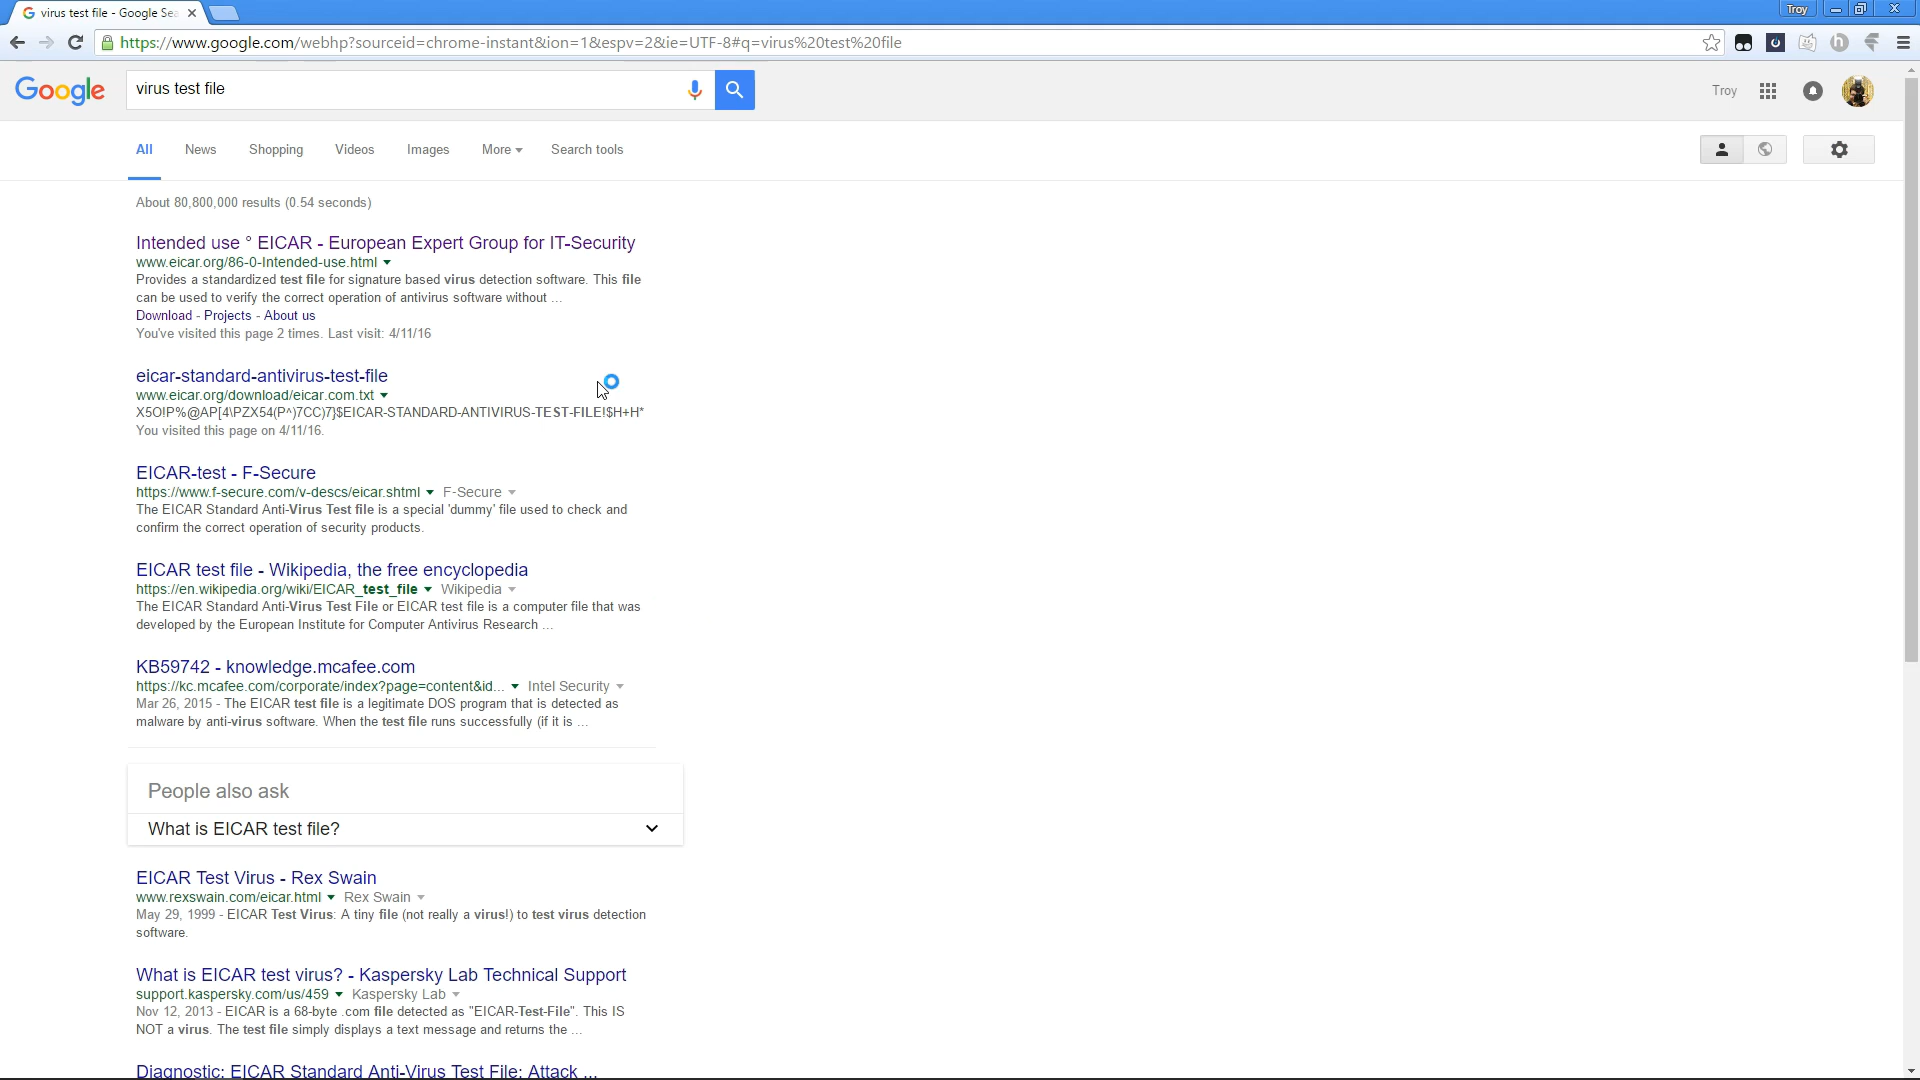 virus test file - Google Sea
Troy
https://www.google.com/webhp?sourceid=chrome-instant&ion=1&espv=2&ie=UTF-8#q=virus%20test%20file
Google
virus test file
Troy
All News Shopping Videos Images More Search tools
About 80,800,000 results (0.54 seconds)
Intended use ° EICAR - European Expert Group for IT-Security
www.eicar.org/86-0-Intended-use.html
Provides a standardized test file for signature based virus detection software. This file
can be used to verify the correct operation of antivirus software without ...
Download - Projects - About us
You've visited this page 2 times. Last visit: 4/11/16
eicar-standard-antivirus-test-file
www.eicar.org/download/eicar.com.txt
X5O!P%@AP[4\PZX54(P^)7CC)7}$EICAR-STANDARD-ANTIVIRUS-TEST-FILE!$H+H*
You visited this page on 4/11/16.
EICAR-test - F-Secure
https://www.f-secure.com/v-descs/eicar.shtml F-Secure
The EICAR Standard Anti-Virus Test file is a special 'dummy' file used to check and
confirm the correct operation of security products.
EICAR test file - Wikipedia, the free encyclopedia
https://en.wikipedia.org/wiki/EICAR_test_file Wikipedia
The EICAR Standard Anti-Virus Test File or EICAR test file is a computer file that was
developed by the European Institute for Computer Antivirus Research ...
KB59742 - knowledge.mcafee.com
https://kc.mcafee.com/corporate/index?page=content&id... Intel Security
Mar 26, 2015 - The EICAR test file is a legitimate DOS program that is detected as
malware by anti-virus software. When the test file runs successfully (if it is ...
People also ask
What is EICAR test file?
EICAR Test Virus - Rex Swain
www.rexswain.com/eicar.html Rex Swain
May 29, 1999 - EICAR Test Virus: A tiny file (not really a virus!) to test virus detection
software.
What is EICAR test virus? - Kaspersky Lab Technical Support
support.kaspersky.com/us/459 Kaspersky Lab
Nov 12, 2013 - EICAR is a 68-byte .com file detected as "EICAR-Test-File". This IS
NOT a virus. The test file simply displays a text message and returns the ...
Diagnostic: EICAR Standard Anti-Virus Test File: Attack ...